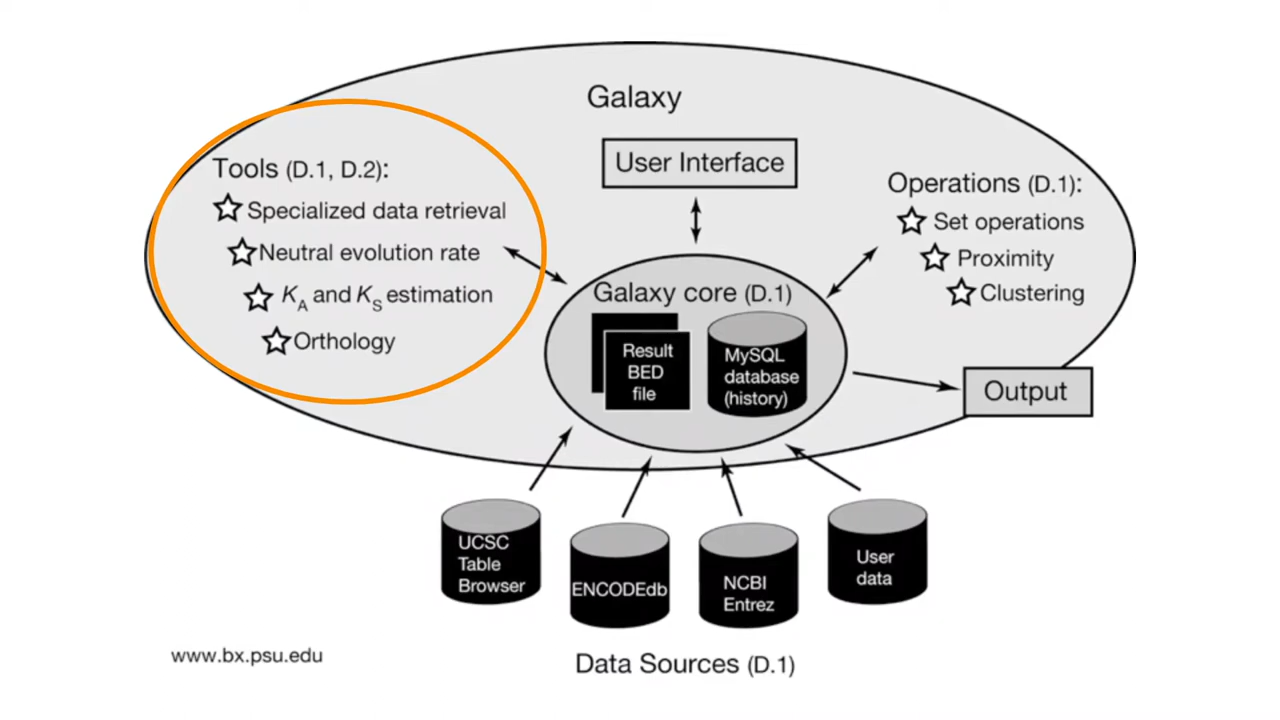 Galaxy
Tools (D.1, D.2):
Specialized data retrieval
Neutral evolution rate
KA and KS estimation
Orthology
User Interface
Operations (D.1):
Set operations
Proximity
Clustering
Galaxy core (D.1)
Result
BED
file
MySQL
database
(history)
Output
UCSC
Table
Browser
ENCODEdb
NCBI
Entrez
User
data
www.bx.psu.edu
Data Sources (D.1)